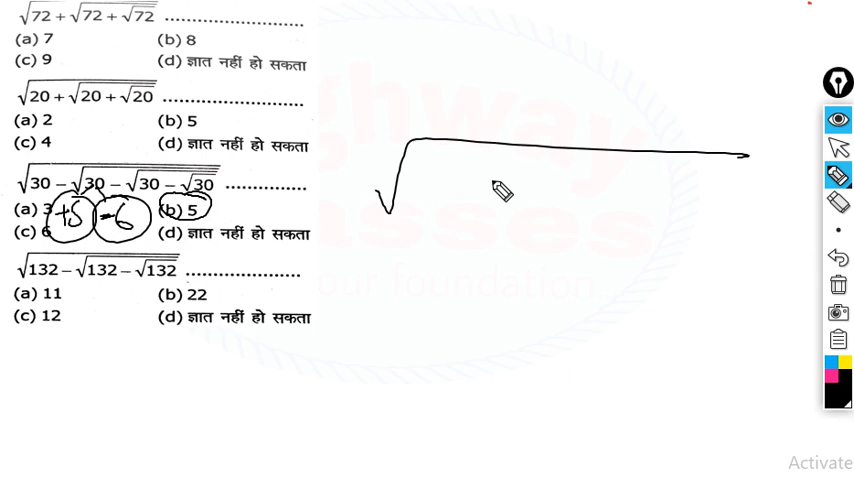 √72 + √72 + √72 ..........................
(a) 7 (b) 8
(c) 9 (d) ज्ञात नहीं हो सकता
√20 + √20 + √20 ..........................
(a) 2 (b) 5
(c) 4 (d) ज्ञात नहीं हो सकता
√30 – √30 – √30 – √30 ...............
(a) 3 +5 -6 (b) 5
(c) 6 (d) ज्ञात नहीं हो सकता
√132 – √132 – √132 .....................
(a) 11 (b) 22
(c) 12 (d) ज्ञात नहीं हो सकता
Activate